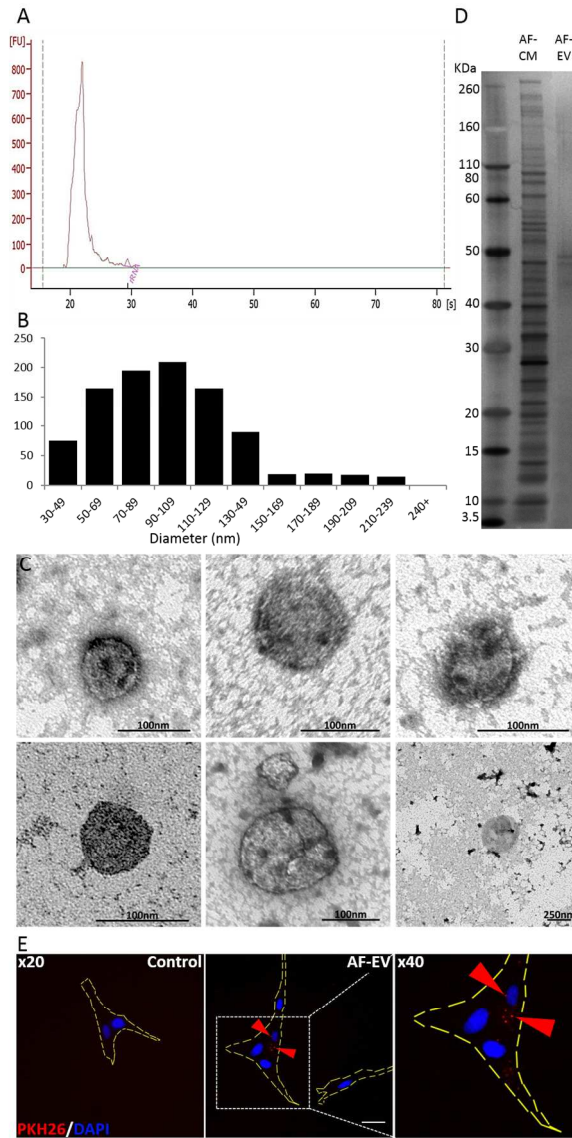 A
[FU]
800
700
600
500
400
300
200
100
0
rRNA
20
30
40
50
60
70
80
[s]
B
250
200
150
100
50
0
30-49
50-69
70-89
90-109
110-129
130-49
150-169
170-189
190-209
210-239
240+
Diameter (nm)
C
100nm
100nm
100nm
100nm
100nm
250nm
D
AF-
CM
AF-
EV
KDa
260
160
110
80
60
50
40
30
20
15
10
3.5
E
x20
Control
AF-EV
x40
PKH26/DAPI